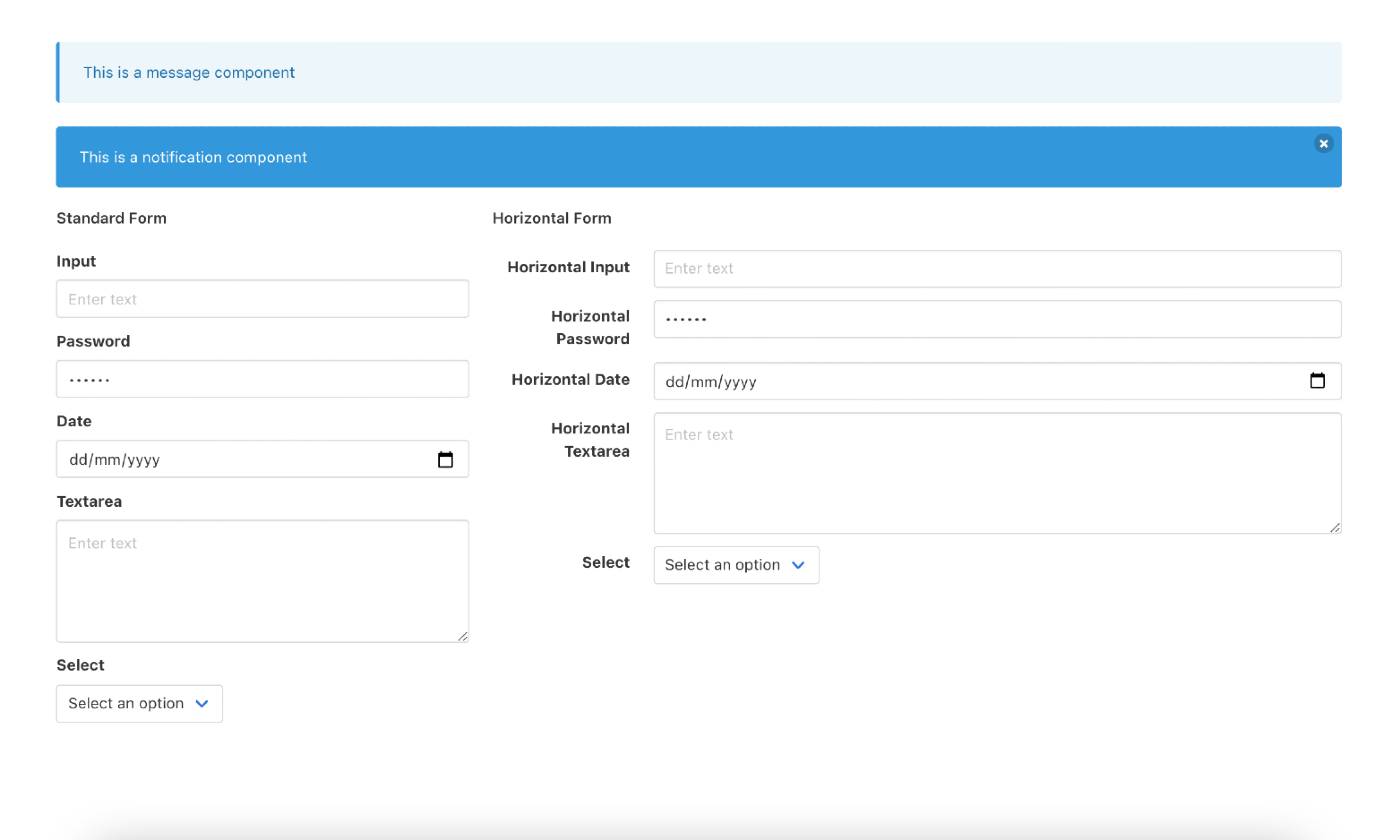 This is a message component
This is a notification component
Standard Form
Input
Enter text
Password
••••••
Date
dd/mm/yyyy
Textarea
Enter text
Select
Select an option
Horizontal Form
Horizontal Input
Enter text
Horizontal
Password
••••••
Horizontal Date
dd/mm/yyyy
Horizontal
Textarea
Enter text
Select
Select an option